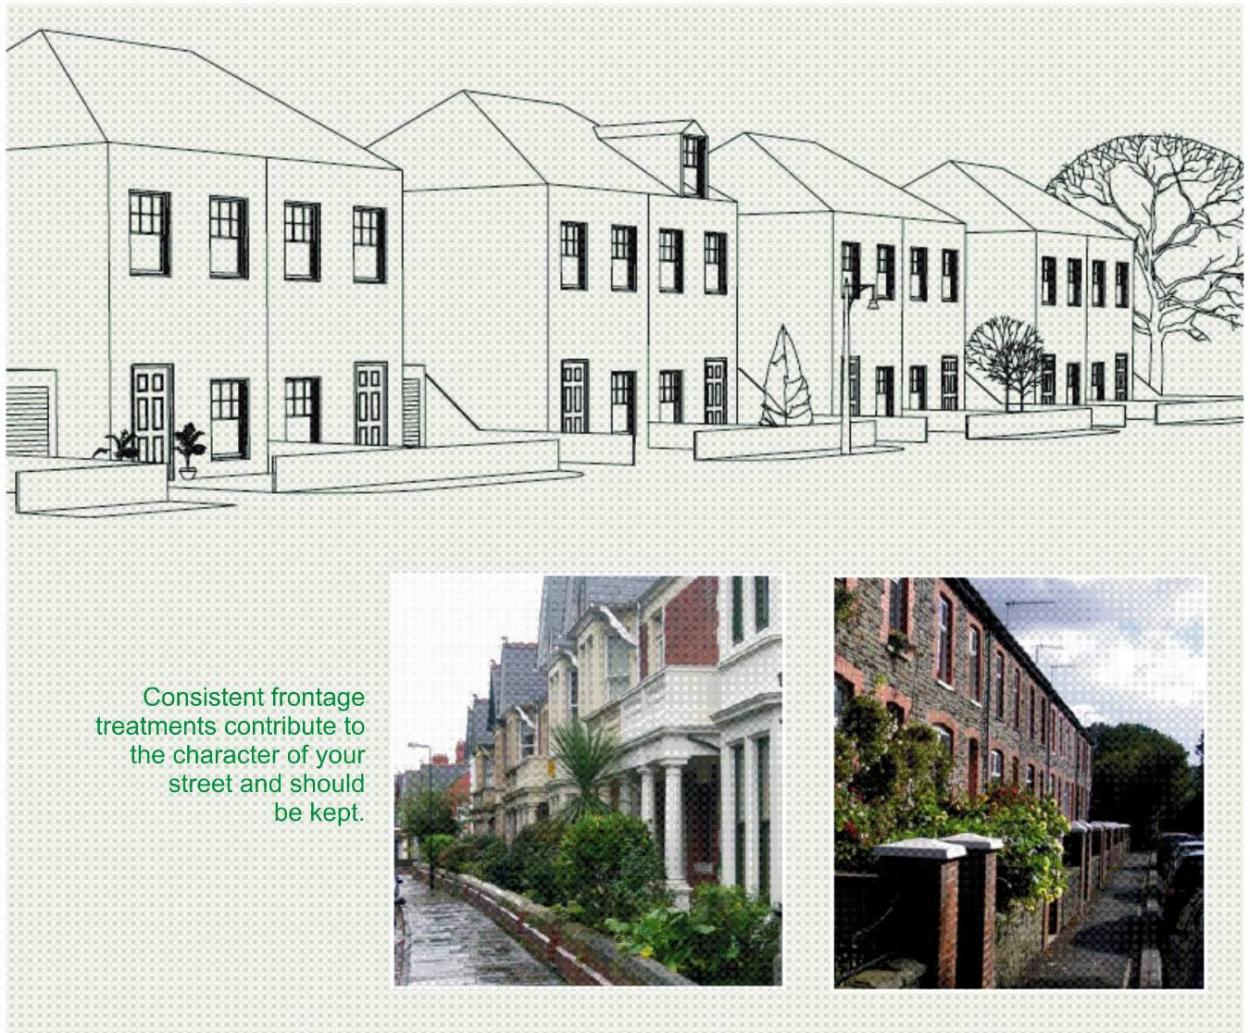 Consistent frontage
treatments contribute to
the character of your
street and should
be kept.